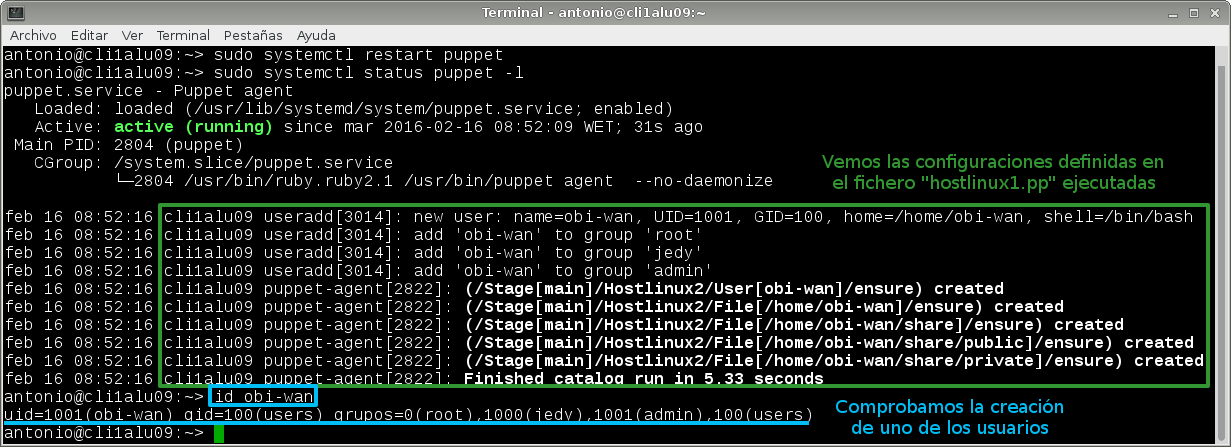 Terminal - antonio@cli1alu09:~
Archivo Editar Ver Terminal Pestañas Ayuda
antonio@cli1alu09:~> sudo systemctl restart puppet
antonio@cli1alu09:~> sudo systemctl status puppet -l
puppet.service - Puppet agent
Loaded: loaded (/usr/lib/systemd/system/puppet.service; enabled)
Active: active (running) since mar 2016-02-16 08:52:09 WET; 31s ago
Main PID: 2804 (puppet)
CGroup: /system.slice/puppet.service
└─2804 /usr/bin/ruby.ruby2.1 /usr/bin/puppet agent --no-daemonize
Vemos las configuraciones definidas en
el fichero "hostlinux1.pp" ejecutadas
feb 16 08:52:16 cli1alu09 useradd[3014]: new user: name=obi-wan, UID=1001, GID=100, home=/home/obi-wan, shell=/bin/bash
feb 16 08:52:16 cli1alu09 useradd[3014]: add 'obi-wan' to group 'root'
feb 16 08:52:16 cli1alu09 useradd[3014]: add 'obi-wan' to group 'jedy'
feb 16 08:52:16 cli1alu09 useradd[3014]: add 'obi-wan' to group 'admin'
feb 16 08:52:16 cli1alu09 puppet-agent[2822]: (/Stage[main]/Hostlinux2/User[obi-wan]/ensure) created
feb 16 08:52:16 cli1alu09 puppet-agent[2822]: (/Stage[main]/Hostlinux2/File[/home/obi-wan]/ensure) created
feb 16 08:52:16 cli1alu09 puppet-agent[2822]: (/Stage[main]/Hostlinux2/File[/home/obi-wan/share]/ensure) created
feb 16 08:52:16 cli1alu09 puppet-agent[2822]: (/Stage[main]/Hostlinux2/File[/home/obi-wan/share/public]/ensure) created
feb 16 08:52:16 cli1alu09 puppet-agent[2822]: (/Stage[main]/Hostlinux2/File[/home/obi-wan/share/private]/ensure) created
feb 16 08:52:16 cli1alu09 puppet-agent[2822]: Finished catalog run in 5.33 seconds
antonio@cli1alu09:~> id obi-wan
uid=1001(obi-wan) gid=100(users) grupos=0(root),1000(jedy),1001(admin),100(users)
antonio@cli1alu09:~>
Comprobamos la creación
de uno de los usuarios